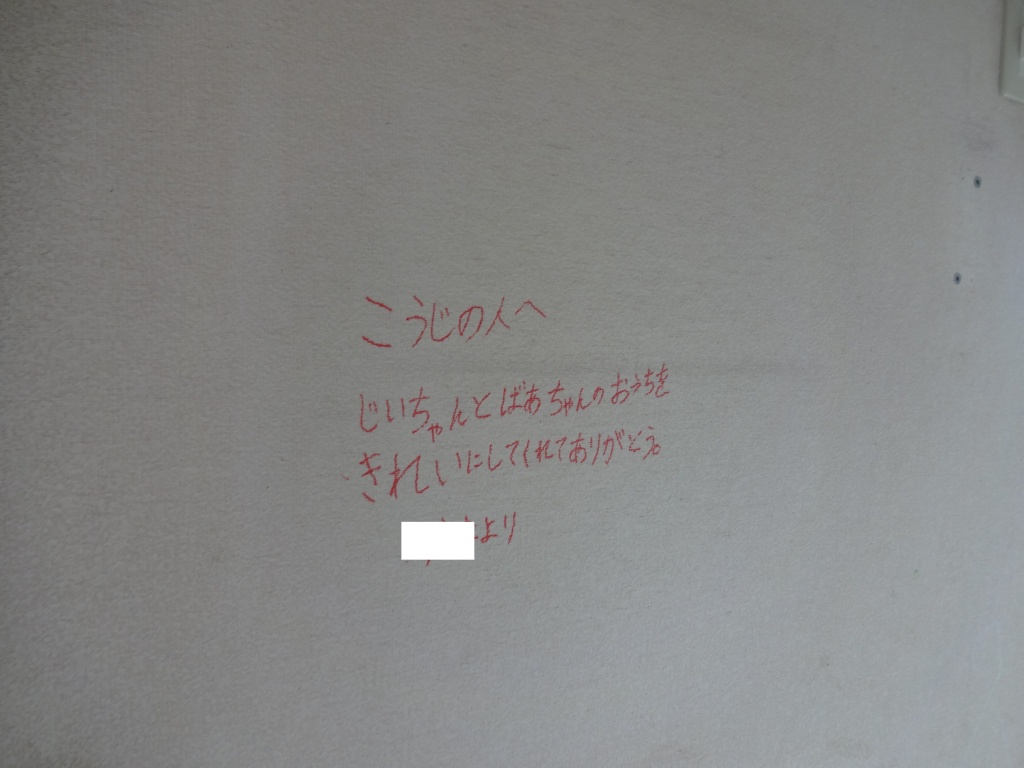 こうじの人へ
じいちゃんとばあちゃんのおうちを
きれいにしてくれてありがとう
より